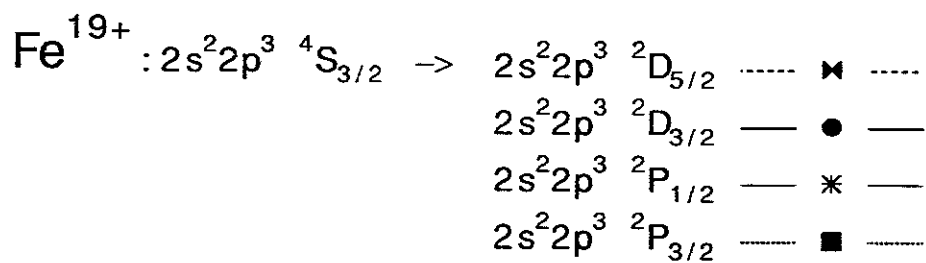 Fe¹⁹⁺ : 2s²2p³ ⁴S₃/₂ -> 2s²2p³ ²D₅/₂
2s²2p³ ²D₃/₂
2s²2p³ ²P₁/₂
2s²2p³ ²P₃/₂